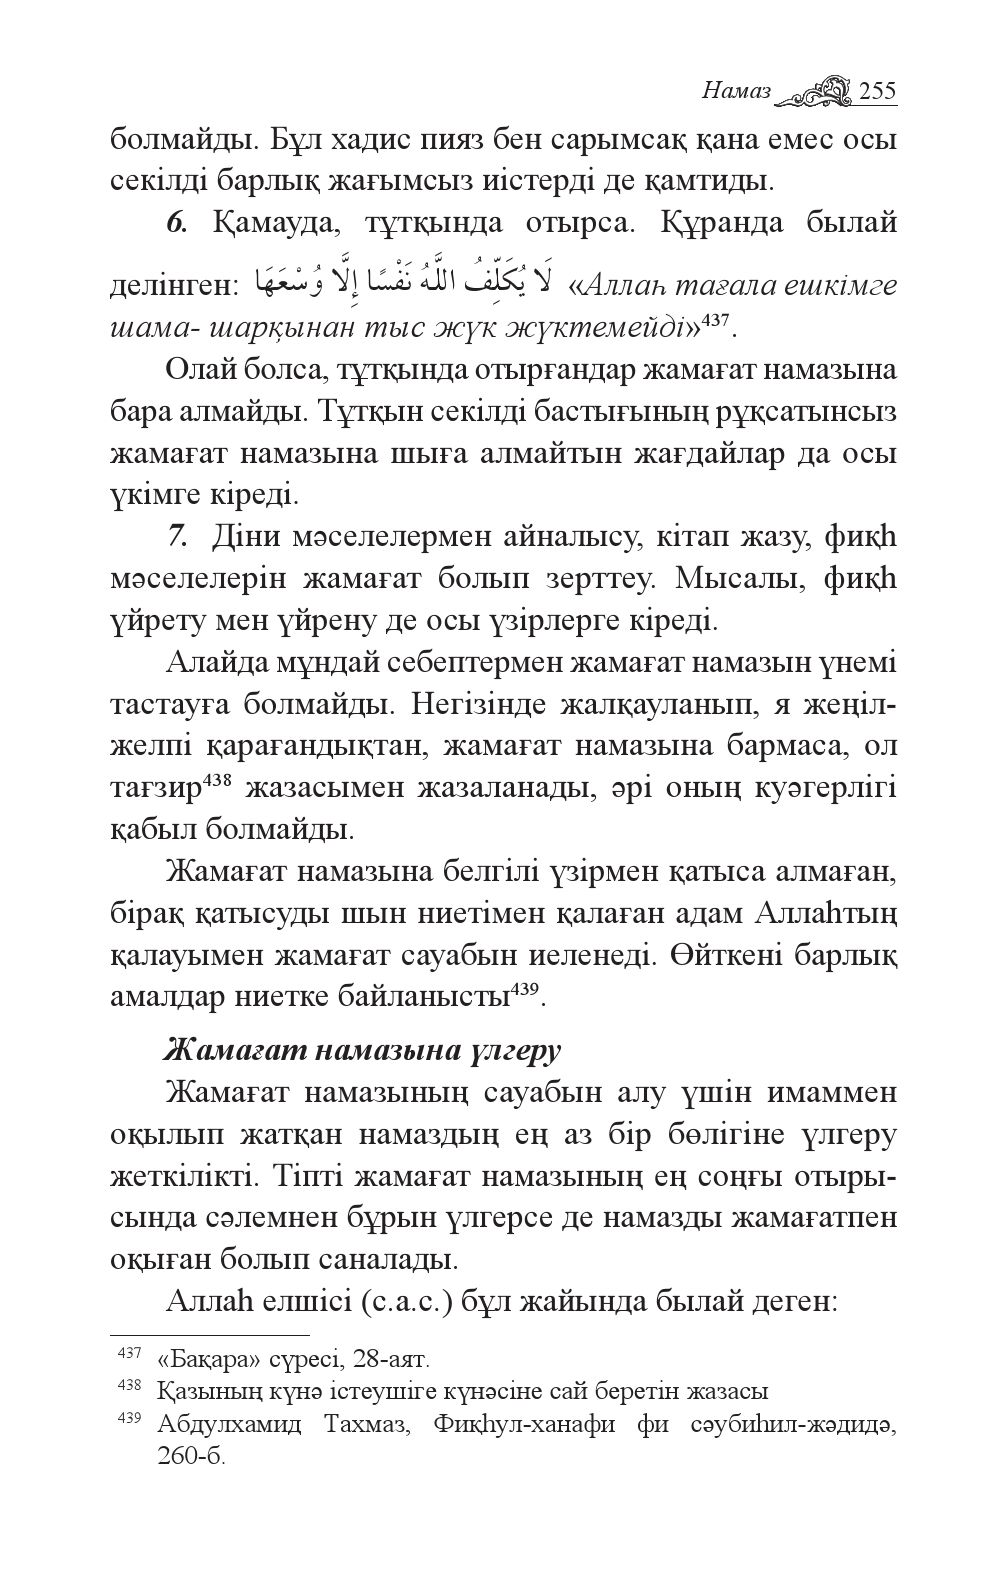 Намаз 255
болмайды. Бұл хадис пияз бен сарымсақ қана емес осы
секілді барлық жағымсыз иістерді де қамтиды.
6. Қамауда, тұтқында отырса. Құранда былай
делінген: لَا يُكَلِّفُ اللَّهُ نَفْسًا إِلَّا وُسْعَهَا «Аллаһ тағала ешкімге
шама- шарқынан тыс жүк жүктемейді»⁴³⁷.
Олай болса, тұтқында отырғандар жамағат намазына
бара алмайды. Тұтқын секілді бастығының рұқсатынсыз
жамағат намазына шыға алмайтын жағдайлар да осы
үкімге кіреді.
7. Діни мәселелермен айналысу, кітап жазу, фиқһ
мәселелерін жамағат болып зерттеу. Мысалы, фиқһ
үйрету мен үйрену де осы үзірлерге кіреді.
Алайда мұндай себептермен жамағат намазын үнемі
тастауға болмайды. Негізінде жалқауланып, я жеңіл-
желпі қарағандықтан, жамағат намазына бармаса, ол
тағзир⁴³⁸ жазасымен жазаланады, әрі оның куәгерлігі
қабыл болмайды.
Жамағат намазына белгілі үзірмен қатыса алмаған,
бірақ қатысуды шын ниетімен қалаған адам Аллаһтың
қалауымен жамағат сауабын иеленеді. Өйткені барлық
амалдар ниетке байланысты⁴³⁹.
Жамағат намазына үлгеру
Жамағат намазының сауабын алу үшін имаммен
оқылып жатқан намаздың ең аз бір бөлігіне үлгеру
жеткілікті. Тіпті жамағат намазының ең соңғы отыры-
сында сәлемнен бұрын үлгерсе де намазды жамағатпен
оқыған болып саналады.
Аллаһ елшісі (с.а.с.) бұл жайында былай деген:
437 «Бақара» сүресі, 28-аят.
438 Қазының күнә істеушіге күнәсіне сай беретін жазасы
439 Абдулхамид Тахмаз, Фиқһул-ханафи фи сәубиһил-жәдидә,
260-б.